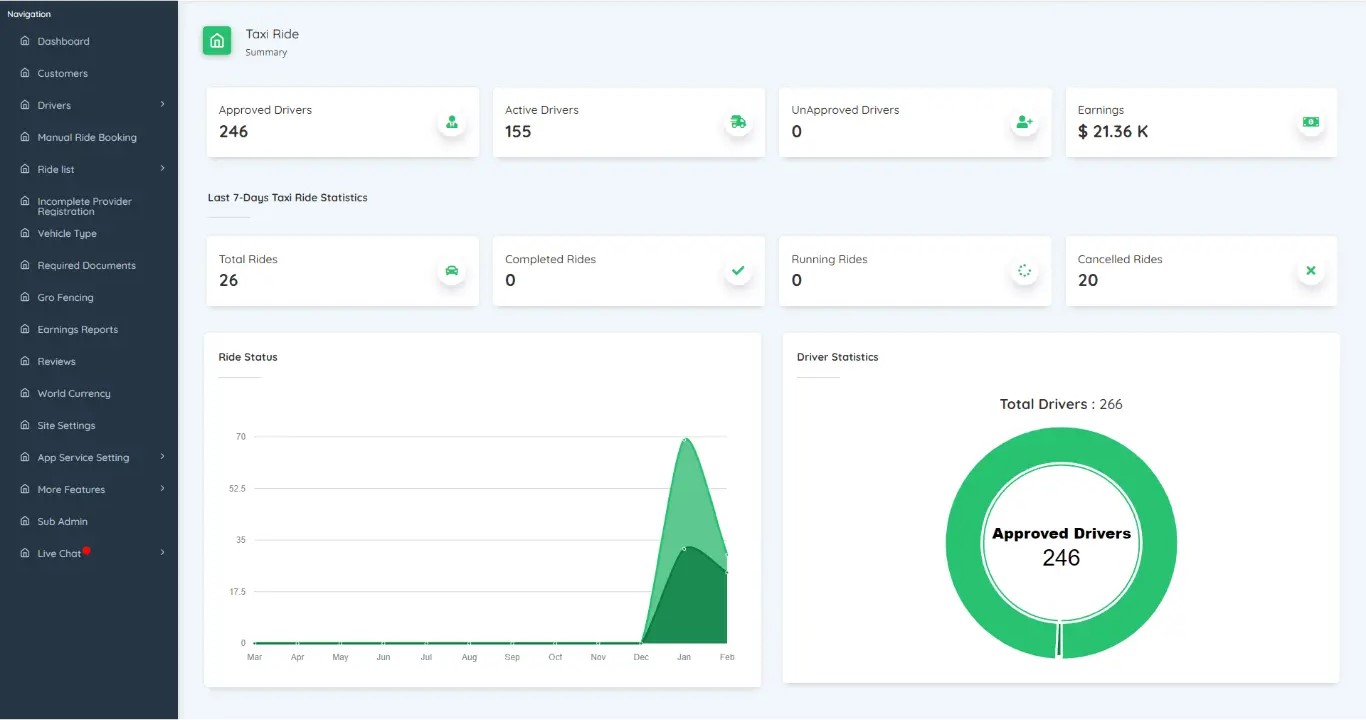 Navigation
Dashboard
Customers
Drivers
Manual Ride Booking
Ride list
Incomplete Provider
Registration
Vehicle Type
Required Documents
Gro Fencing
Earnings Reports
Reviews
World Currency
Site Settings
App Service Setting
More Features
Sub Admin
Live Chat
Taxi Ride
Summary
Approved Drivers
246
Active Drivers
155
UnApproved Drivers
0
Earnings
$ 21.36 K
Last 7-Days Taxi Ride Statistics
Total Rides
26
Completed Rides
0
Running Rides
0
Cancelled Rides
20
Ride Status
70
52.5
35
17.5
0
Mar Apr May Jun Jul Aug Sep Oct Nov Dec Jan Feb
Driver Statistics
Total Drivers : 266
Approved Drivers
246